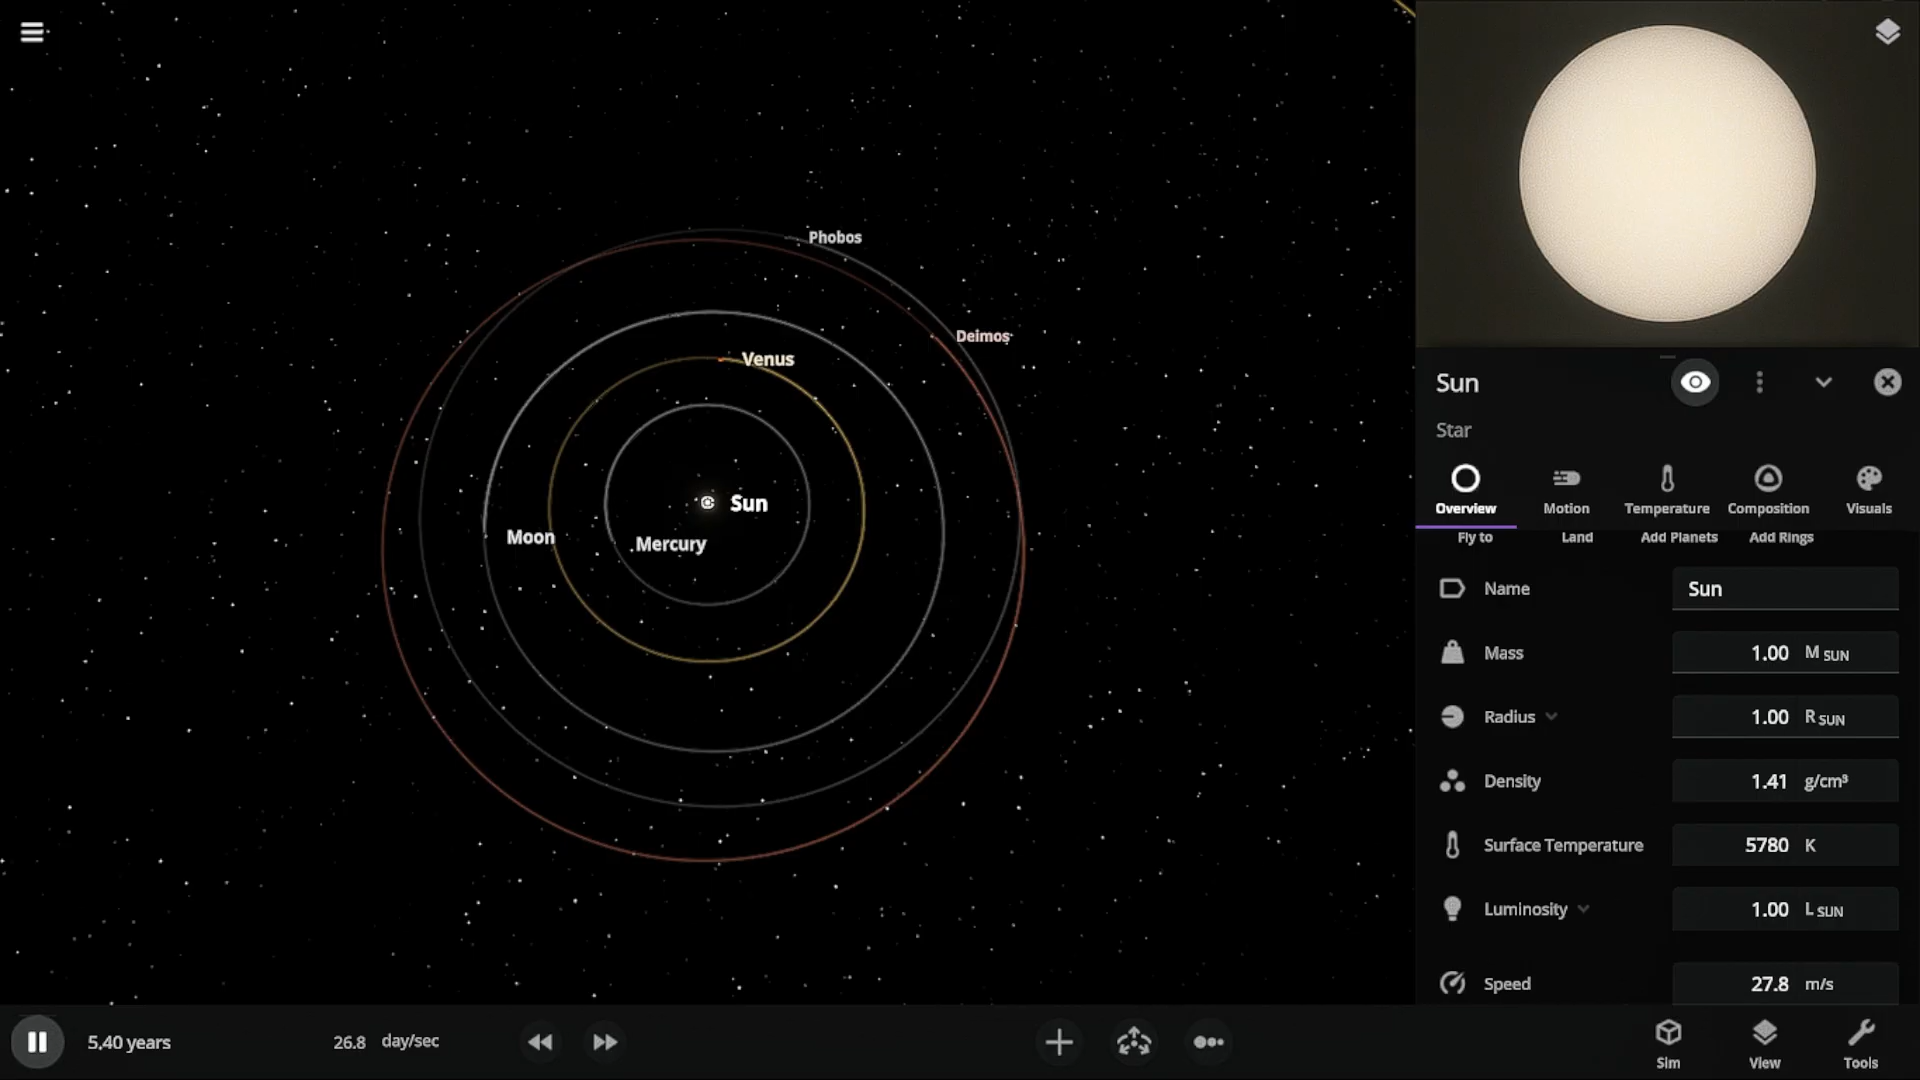 Phobos
Deimos
Venus
Sun
Moon
Mercury
Sun
Star
Overview
Motion
Temperature
Composition
Visuals
Fly to
Land
Add Planets
Add Rings
Name Sun
Mass 1.00 M SUN
Radius 1.00 R SUN
Density 1.41 g/cm³
Surface Temperature 5780 K
Luminosity 1.00 L SUN
Speed 27.8 m/s
5.40 years
26.8 day/sec
Sim
View
Tools